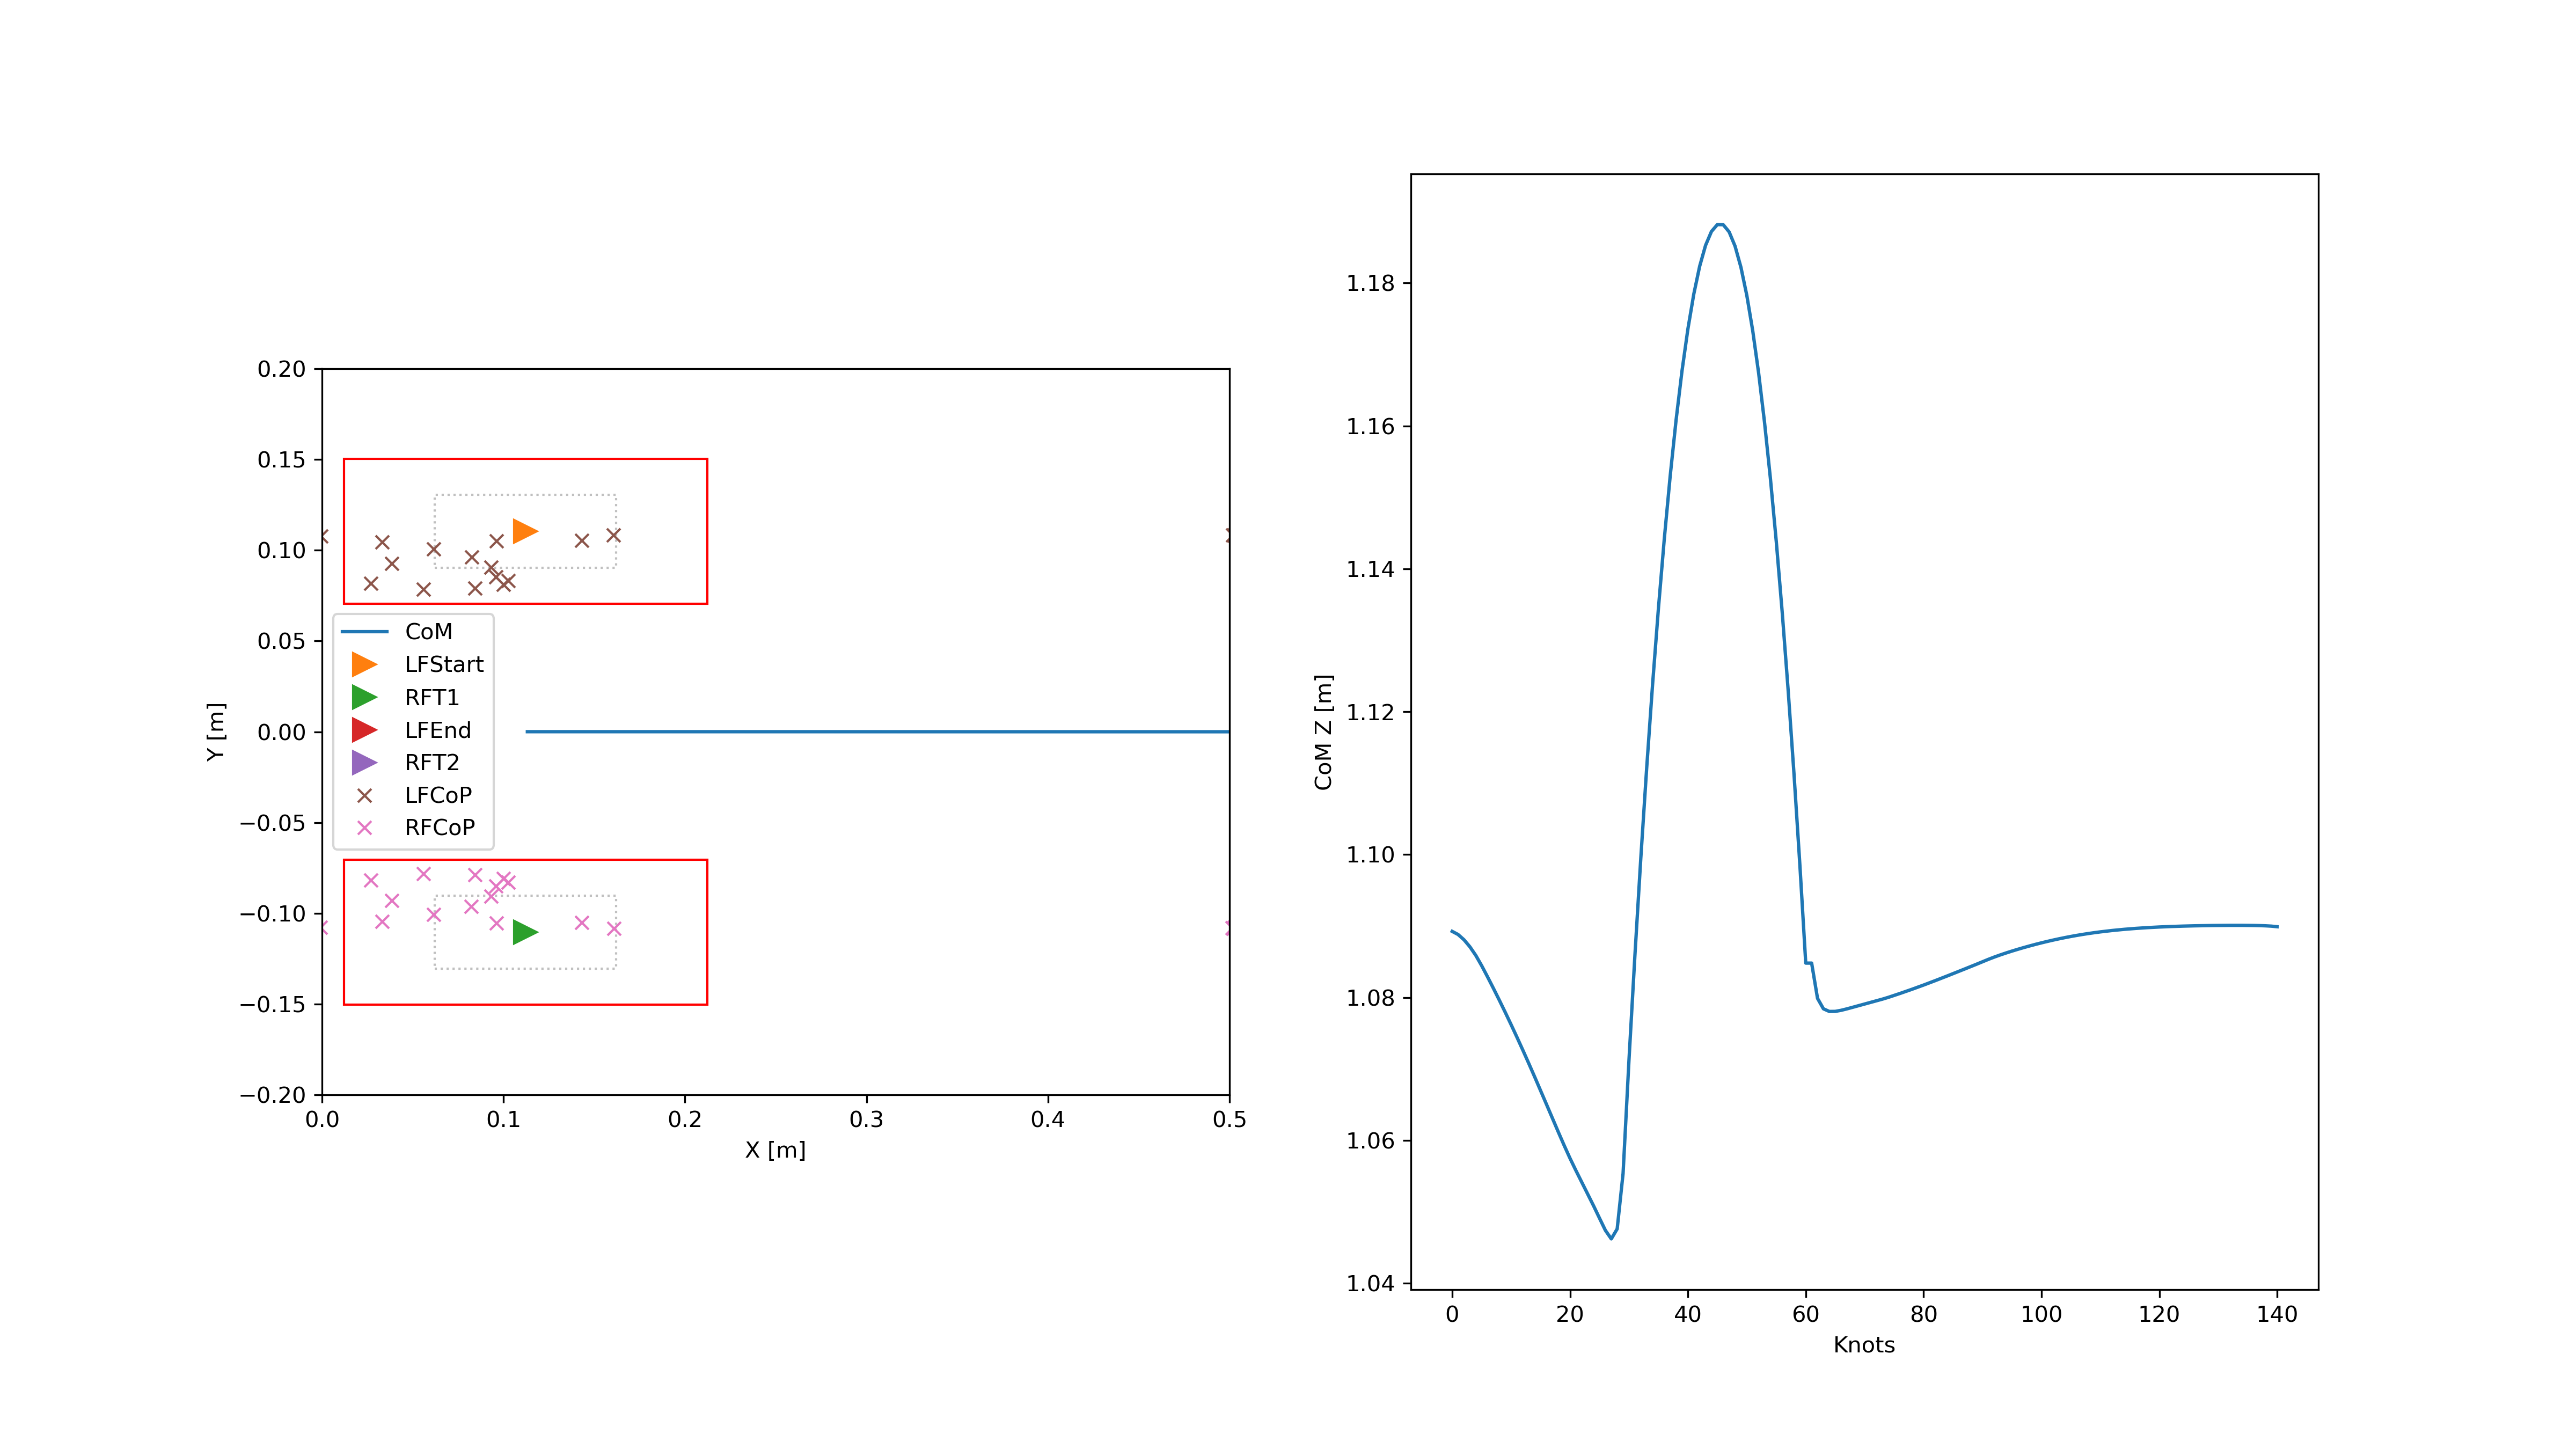 0.20
0.15
0.10
0.05
0.00
−0.05
−0.10
−0.15
−0.20
Y [m]
CoM
LFStart
RFT1
LFEnd
RFT2
LFCoP
RFCoP
0.0 0.1 0.2 0.3 0.4 0.5
X [m]
1.18
1.16
1.14
1.12
1.10
1.08
1.06
1.04
CoM Z [m]
0 20 40 60 80 100 120 140
Knots